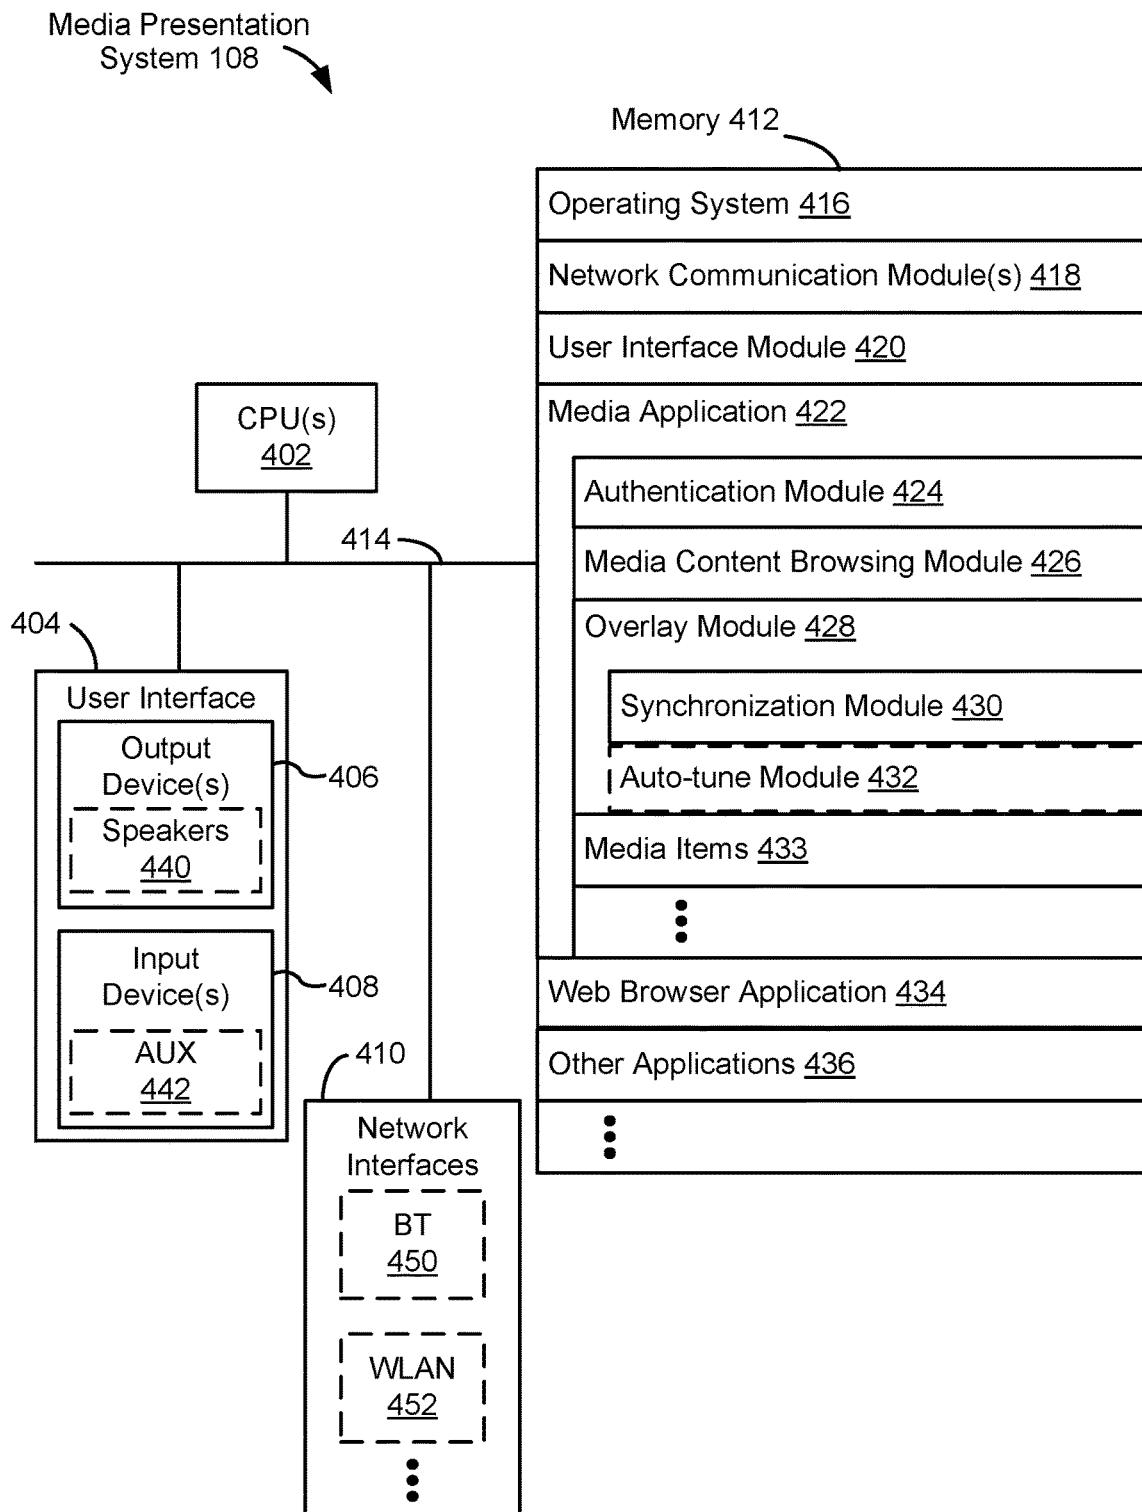 Media Presentation
System 108
Memory 412
Operating System 416
Network Communication Module(s) 418
User Interface Module 420
Media Application 422
Authentication Module 424
Media Content Browsing Module 426
Overlay Module 428
Synchronization Module 430
Auto-tune Module 432
Media Items 433
Web Browser Application 434
Other Applications 436
CPU(s)
402
414
404
User Interface
Output
Device(s)
406
Speakers
440
Input
Device(s)
408
AUX
442
410
Network
Interfaces
BT
450
WLAN
452